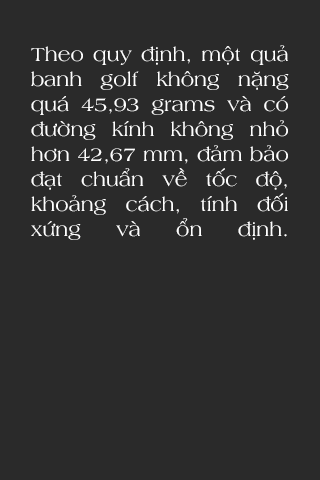 Theo quy định, một quả
banh golf không nặng
quá 45,93 grams và có
đường kính không nhỏ
hơn 42,67 mm, đảm bảo
đạt chuẩn về tốc độ,
khoảng cách, tính đối
xứng và ổn định.